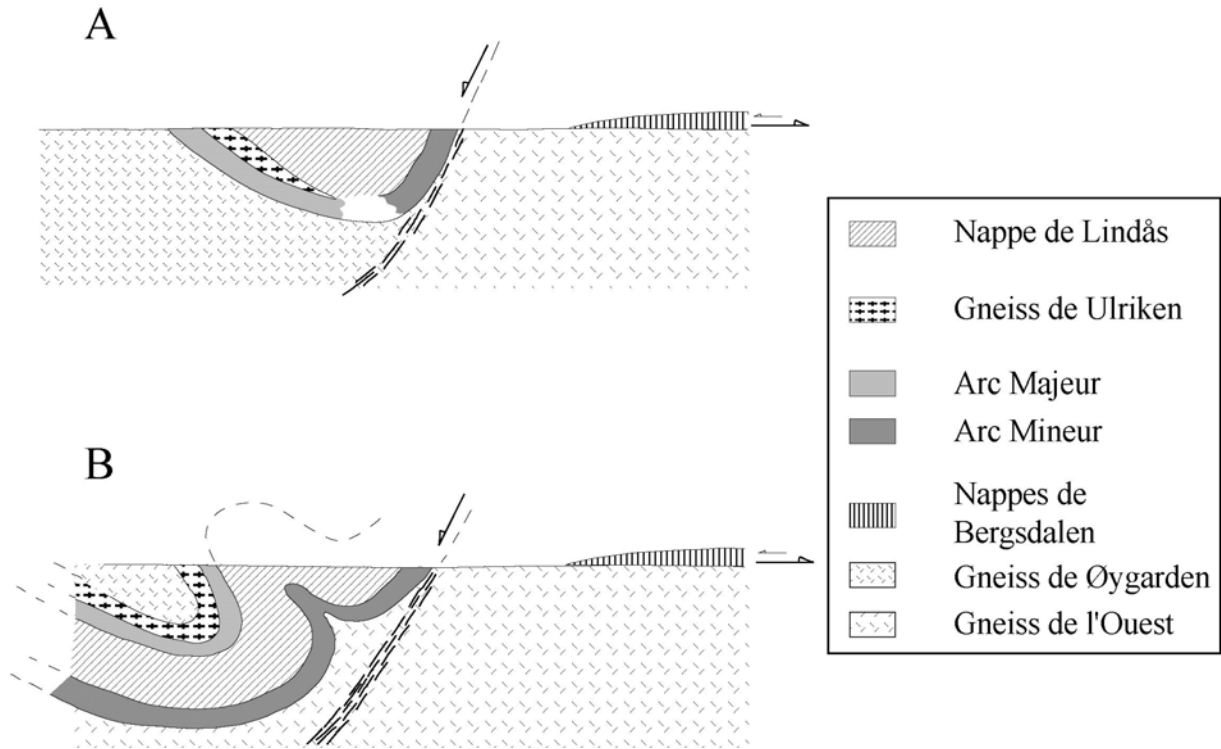 A
Nappe de Lindås
Gneiss de Ulriken
Arc Majeur
Arc Mineur
Nappes de
Bergsdalen
Gneiss de Øygarden
Gneiss de l'Ouest
B